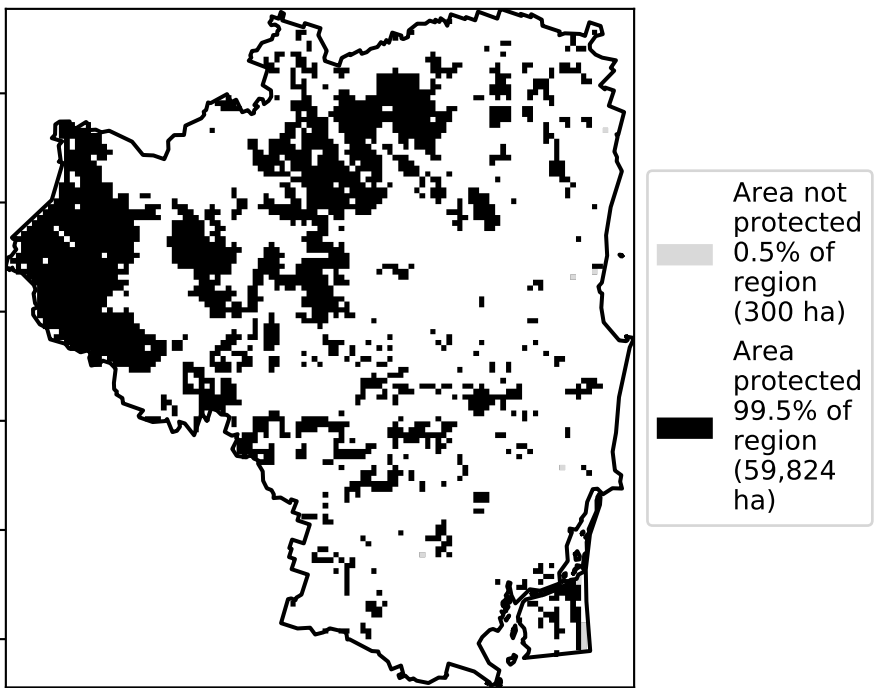 Area not
protected
0.5% of
region
(300 ha)
Area
protected
99.5% of
region
(59,824
ha)